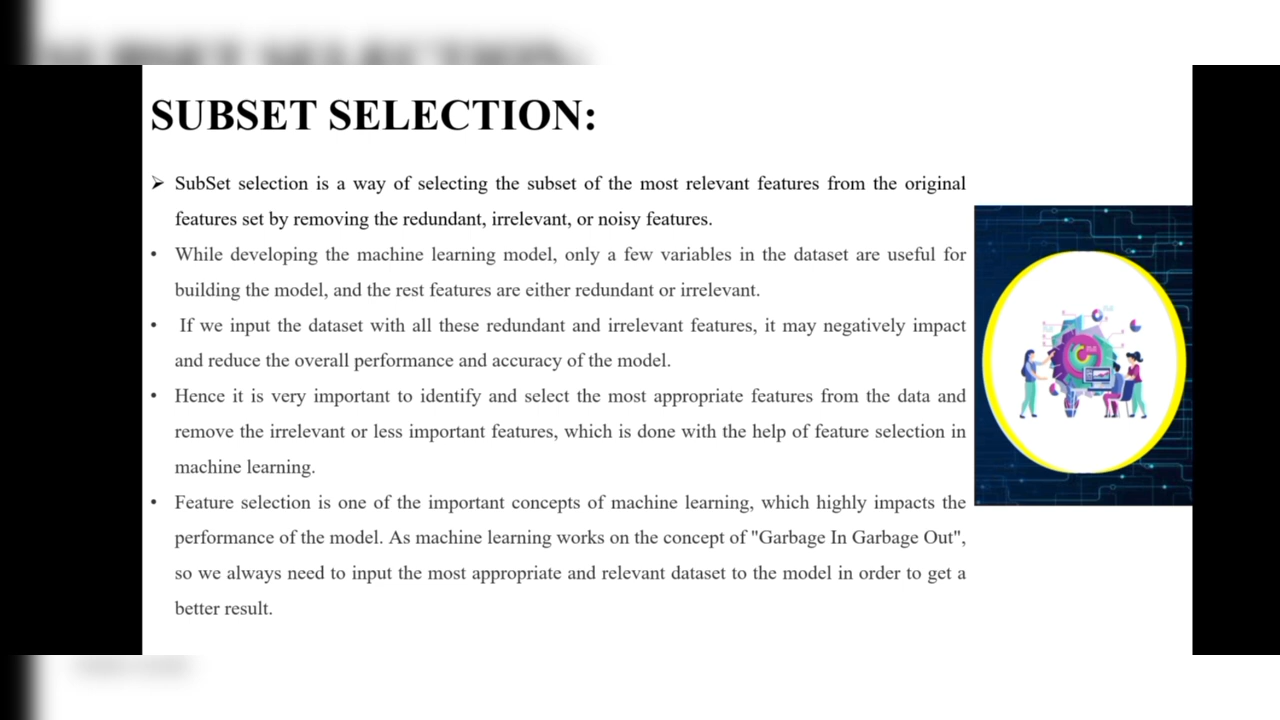 SUBSET SELECTION:
➢ SubSet selection is a way of selecting the subset of the most relevant features from the original
features set by removing the redundant, irrelevant, or noisy features.
• While developing the machine learning model, only a few variables in the dataset are useful for
building the model, and the rest features are either redundant or irrelevant.
• If we input the dataset with all these redundant and irrelevant features, it may negatively impact
and reduce the overall performance and accuracy of the model.
• Hence it is very important to identify and select the most appropriate features from the data and
remove the irrelevant or less important features, which is done with the help of feature selection in
machine learning.
• Feature selection is one of the important concepts of machine learning, which highly impacts the
performance of the model. As machine learning works on the concept of "Garbage In Garbage Out",
so we always need to input the most appropriate and relevant dataset to the model in order to get a
better result.